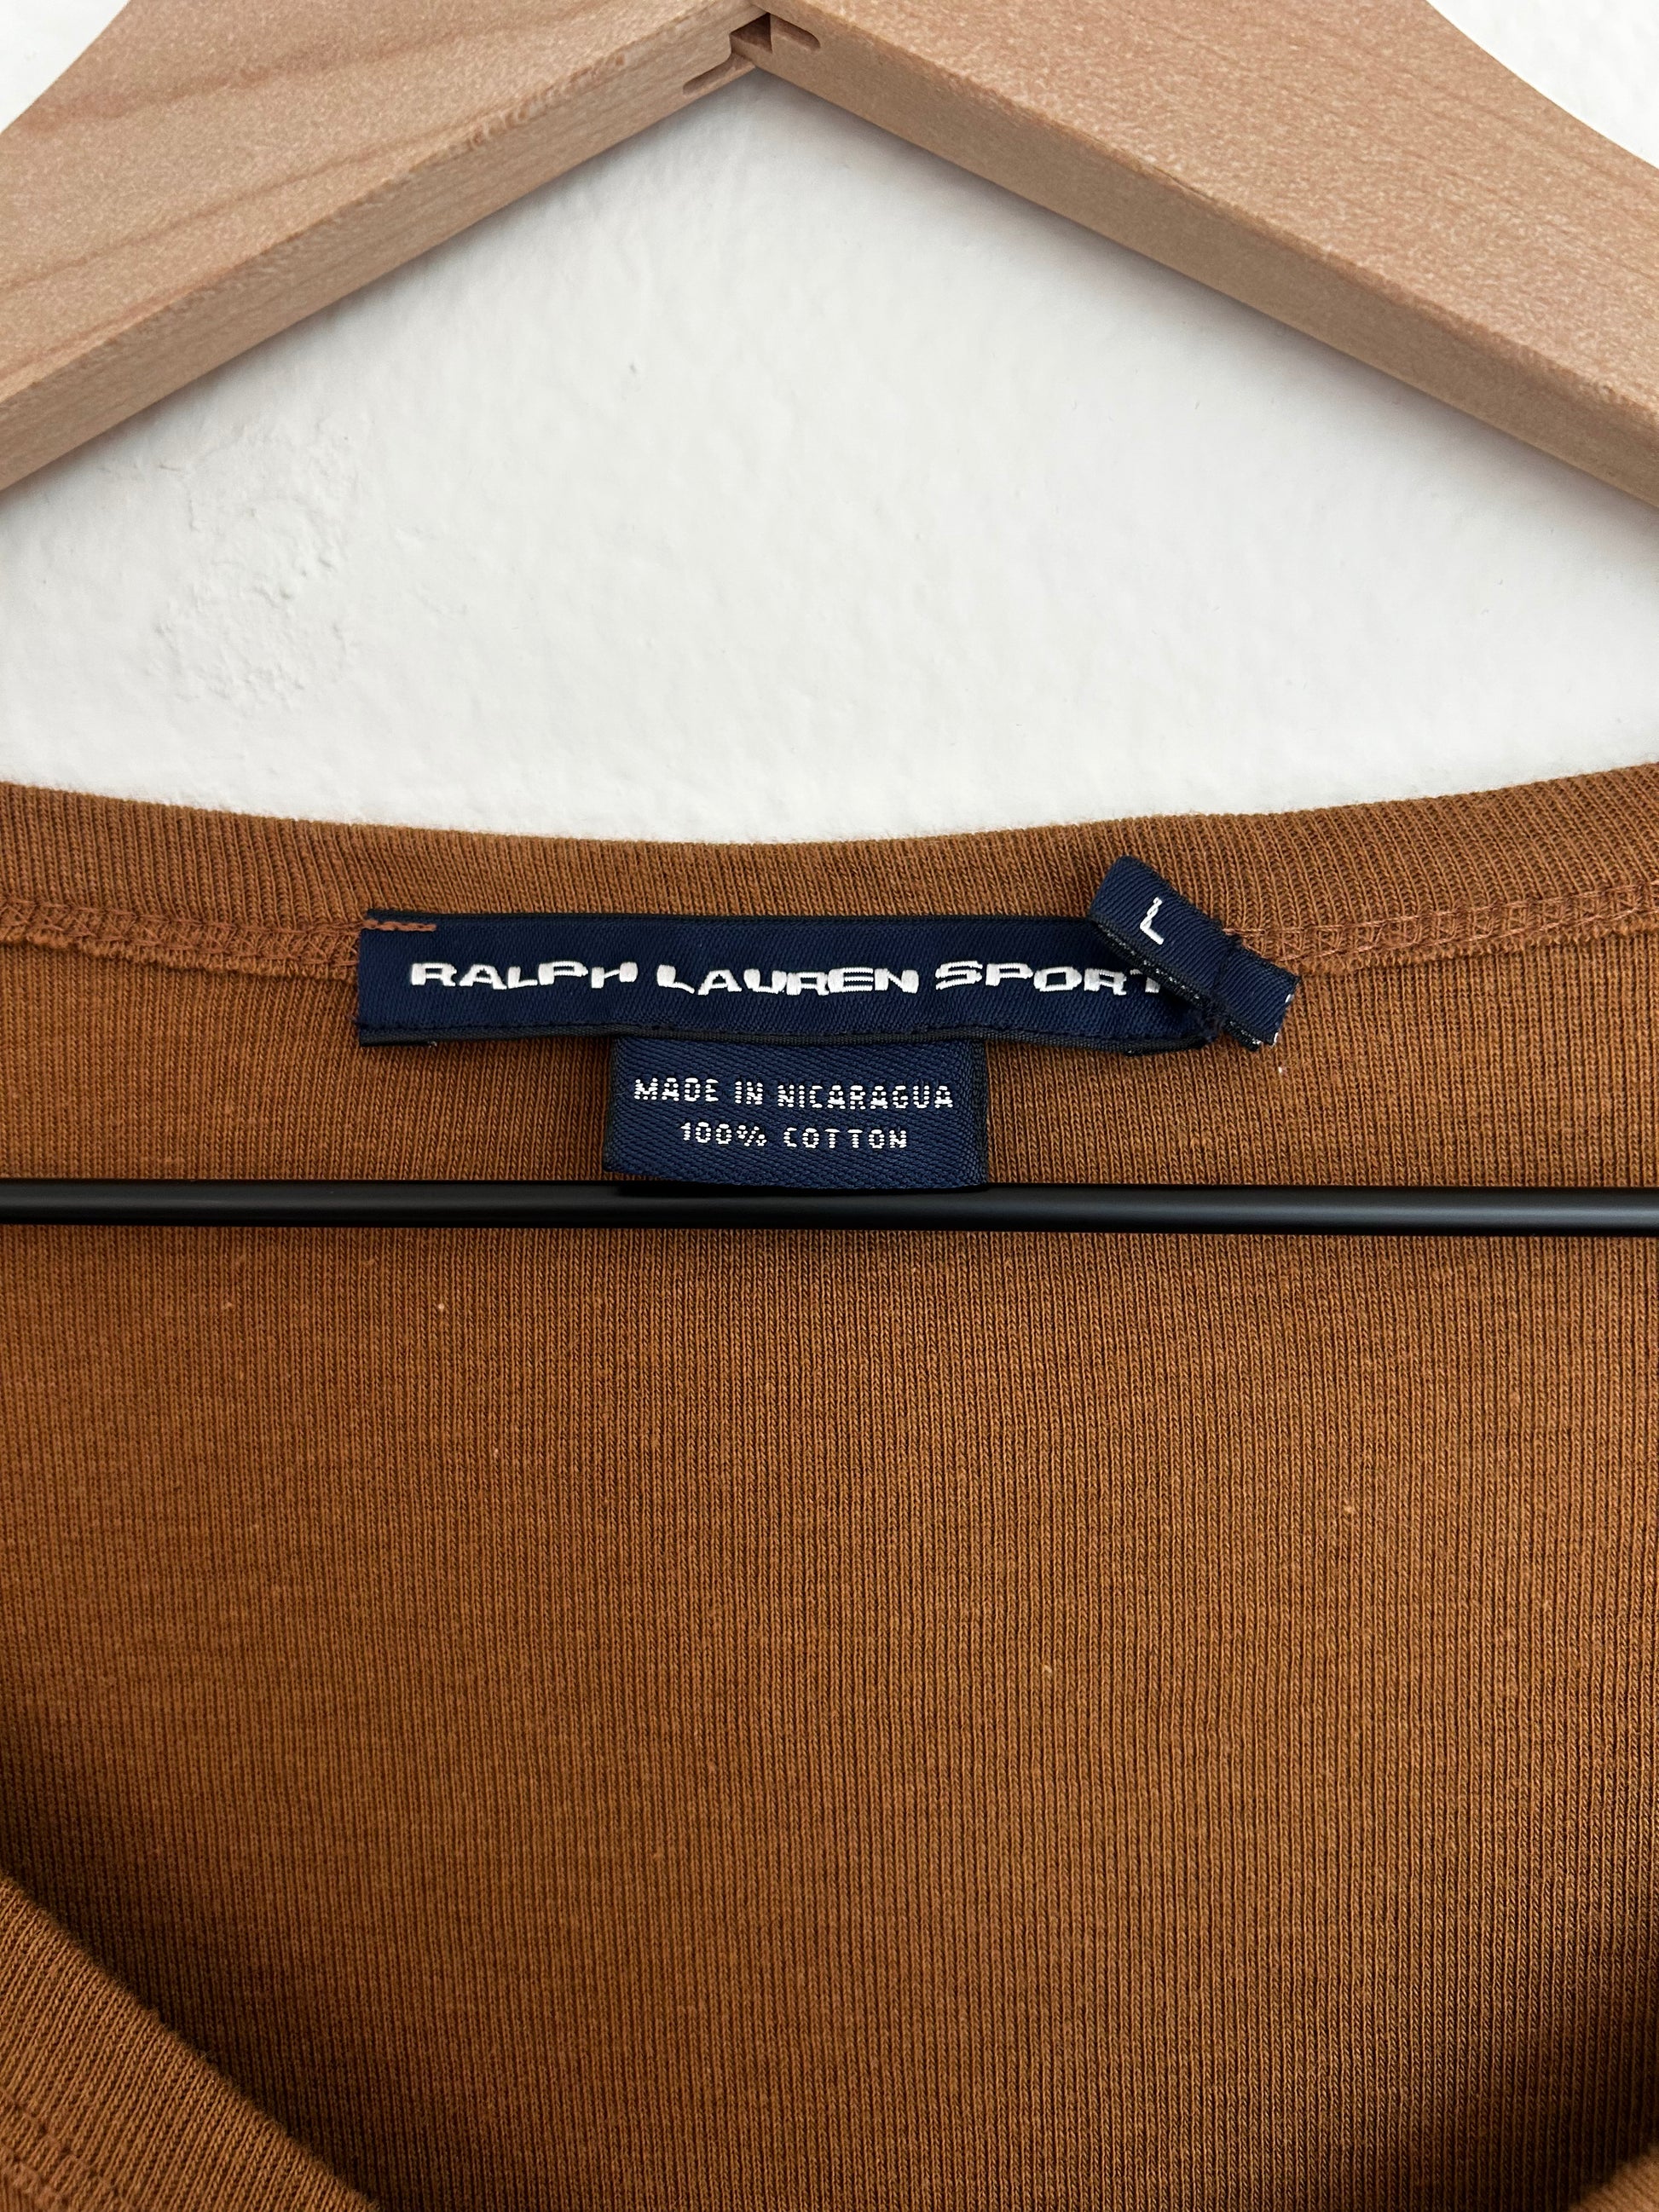 RALPH LAUREN SPORT
L
MADE IN NICARAGUA
100% COTTON